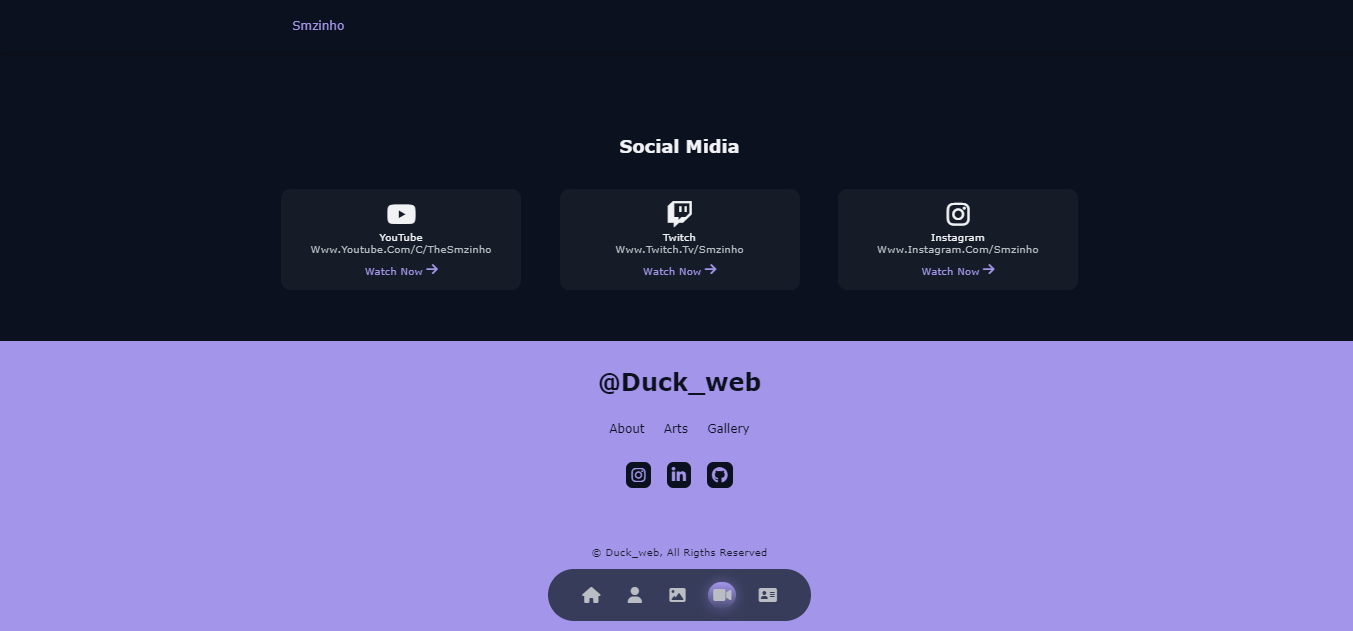 Smzinho
Social Midia
YouTube
Www.Youtube.Com/C/TheSmzinho
Watch Now
Twitch
Www.Twitch.Tv/Smzinho
Watch Now
Instagram
Www.Instagram.Com/Smzinho
Watch Now
@Duck_web
About Arts Gallery
© Duck_web, All Rigths Reserved